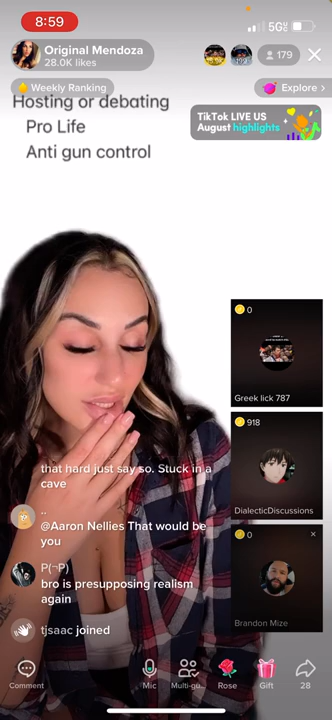 8:59
5G
Original Mendoza
28.0K likes
179
Weekly Ranking
Explore >
Hosting or debating
Pro Life
Anti gun control
TikTok LIVE US
August highlights
0
Greek lick 787
918
DialecticDiscussions
0
Brandon Mize
that hard just say so. Stuck in a
cave
..
@Aaron Nellies That would be
you
P(¬P)
bro is presupposing realism
again
tjsaac joined
Comment
Mic
Multi-gu..
Rose
Gift
28